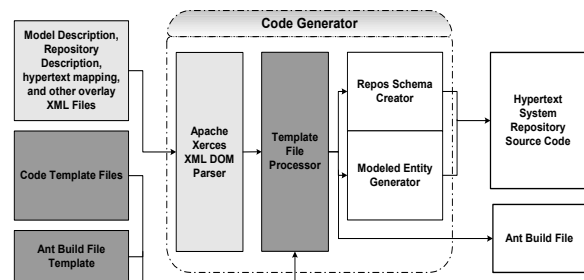 Code Generator
Model Description,
Repository
Description,
hypertext mapping,
and other overlay
XML Files
Code Template Files
Ant Build File
Template
Apache
Xerces
XML DOM
Parser
Template
File
Processor
Repos Schema
Creator
Modeled Entity
Generator
Hypertext
System
Repository
Source Code
Ant Build File